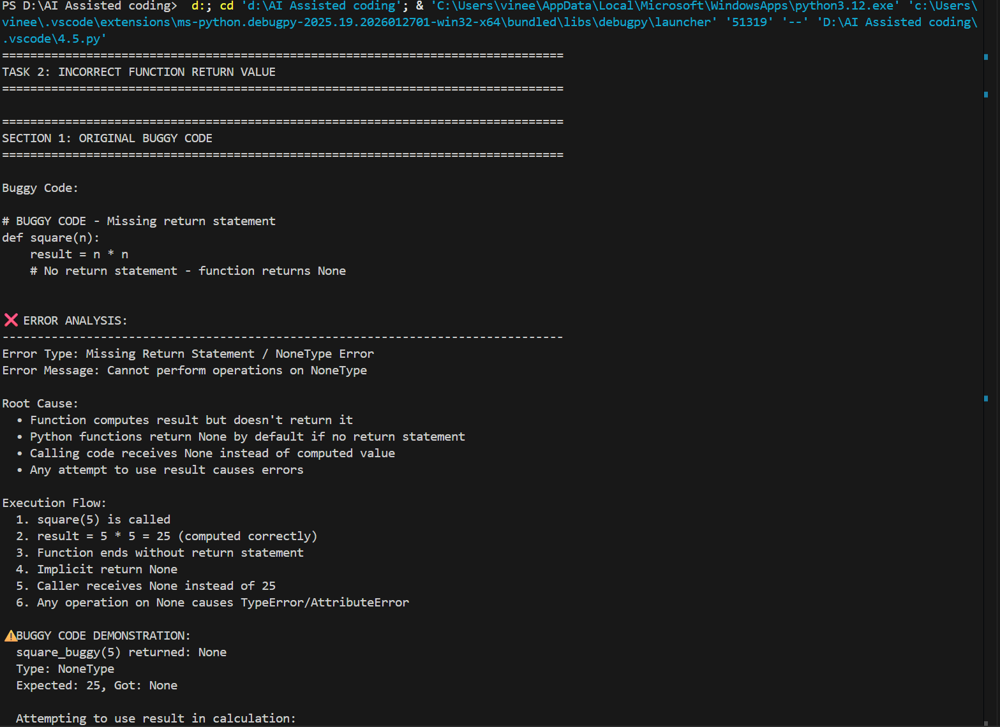 PS D:\AI Assisted coding>  d:; cd 'd:\AI Assisted coding'; & 'C:\Users\vinee\AppData\Local\Microsoft\WindowsApps\python3.12.exe' 'c:\Users\
vinee\.vscode\extensions\ms-python.debugpy-2025.19.2026012701-win32-x64\bundled\libs\debugpy\launcher' '51319' '--' 'D:\AI Assisted coding\
.vscode\4.5.py'
================================================================================
TASK 2: INCORRECT FUNCTION RETURN VALUE
================================================================================

================================================================================
SECTION 1: ORIGINAL BUGGY CODE
================================================================================

Buggy Code:

# BUGGY CODE - Missing return statement
def square(n):
    result = n * n
    # No return statement - function returns None


❌ ERROR ANALYSIS:
--------------------------------------------------------------------------------
Error Type: Missing Return Statement / NoneType Error
Error Message: Cannot perform operations on NoneType

Root Cause:
  • Function computes result but doesn't return it
  • Python functions return None by default if no return statement
  • Calling code receives None instead of computed value
  • Any attempt to use result causes errors

Execution Flow:
  1. square(5) is called
  2. result = 5 * 5 = 25 (computed correctly)
  3. Function ends without return statement
  4. Implicit return None
  5. Caller receives None instead of 25
  6. Any operation on None causes TypeError/AttributeError

⚠️BUGGY CODE DEMONSTRATION:
  square_buggy(5) returned: None
  Type: NoneType
  Expected: 25, Got: None

  Attempting to use result in calculation: